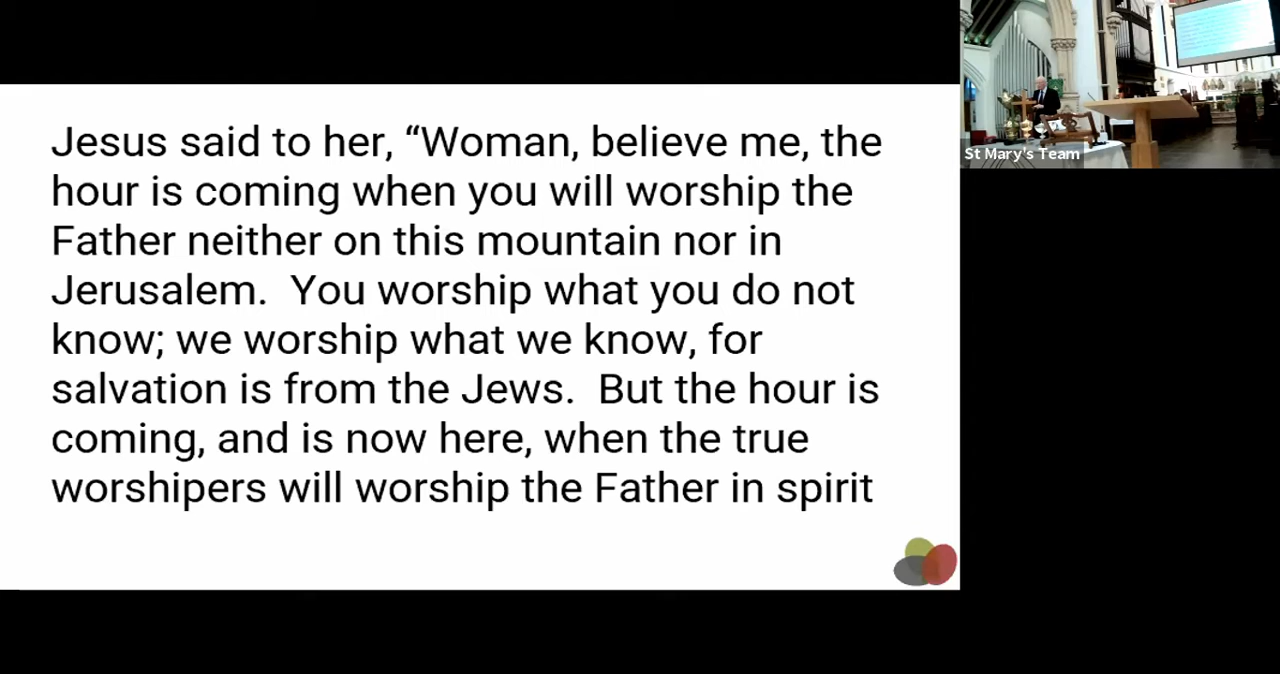 Jesus said to her, “Woman, believe me, the
hour is coming when you will worship the
Father neither on this mountain nor in
Jerusalem.  You worship what you do not
know; we worship what we know, for
salvation is from the Jews.  But the hour is
coming, and is now here, when the true
worshipers will worship the Father in spirit
St Mary's Team